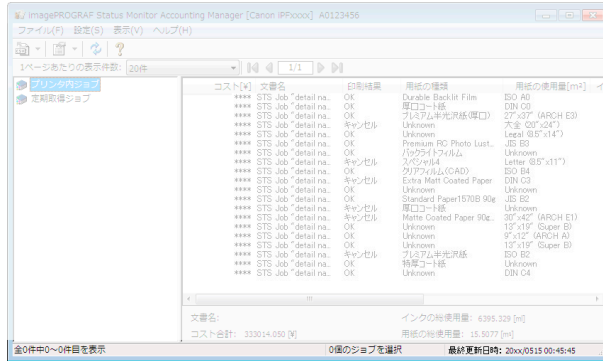 imagePROGRAF Status Monitor Accounting Manager [Canon iPFxxxx] A0123456
ファイル(F) 設定(S) 表示(V) ヘルプ(H)
1ページあたりの表示件数: 20件 1/1
プリンタ内ジョブ
定期取得ジョブ
コスト[¥] 文書名 印刷結果 用紙の種類 用紙の使用量[m²] イ
**** STS Job "detail na... OK Durable Backlit Film ISO A0
**** STS Job "detail na... OK 厚口コート紙 DIN C0
**** STS Job "detail na... OK プレミアム半光沢紙(厚口) 27"x37" (ARCH E3)
**** STS Job "detail na... キャンセル Unknown 大全 (20"x24")
**** STS Job "detail na... OK Unknown Legal (8.5"x14")
**** STS Job "detail na... OK Premium RC Photo Lust... JIS B3
**** STS Job "detail na... OK バックライトフィルム Unknown
**** STS Job "detail na... キャンセル スペシャル4 Letter (8.5"x11")
**** STS Job "detail na... OK クリアフィルム(CAD) ISO B4
**** STS Job "detail na... キャンセル Extra Matt Coated Paper DIN C3
**** STS Job "detail na... OK Unknown Unknown
**** STS Job "detail na... OK Standard Paper1570B 90g JIS B2
**** STS Job "detail na... キャンセル 厚口コート紙 Unknown
**** STS Job "detail na... キャンセル Matte Coated Paper 90g... 30"x42" (ARCH E1)
**** STS Job "detail na... OK Unknown 13"x19" (Super B)
**** STS Job "detail na... OK Unknown 9"x12" (ARCH A)
**** STS Job "detail na... OK Unknown 13"x19" (Super B)
**** STS Job "detail na... キャンセル プレミアム半光沢紙 ISO B2
**** STS Job "detail na... OK 特厚コート紙 Unknown
**** STS Job "detail na... OK Unknown DIN C4
文書名: インクの総使用量: 6395.329 [ml]
コスト合計: 333014.050 [¥] 用紙の総使用量: 15.5077 [m²]
全0件中0～0件目を表示 0個のジョブを選択 最終更新日時: 20xx/0515 00:45:45